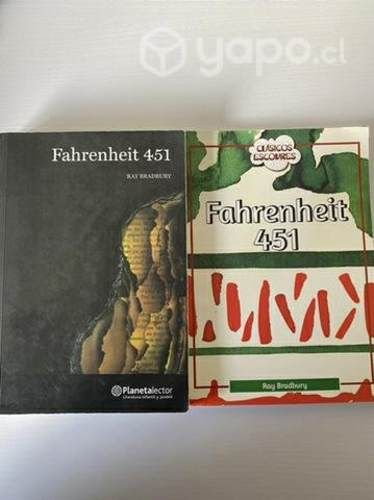 yapo.cl
Fahrenheit 451
RAY BRADBURY
Planetalector
Literatura infantil y juvenil
CLÁSICOS
ESCOLARES
Fahrenheit
451
Ray Bradbury